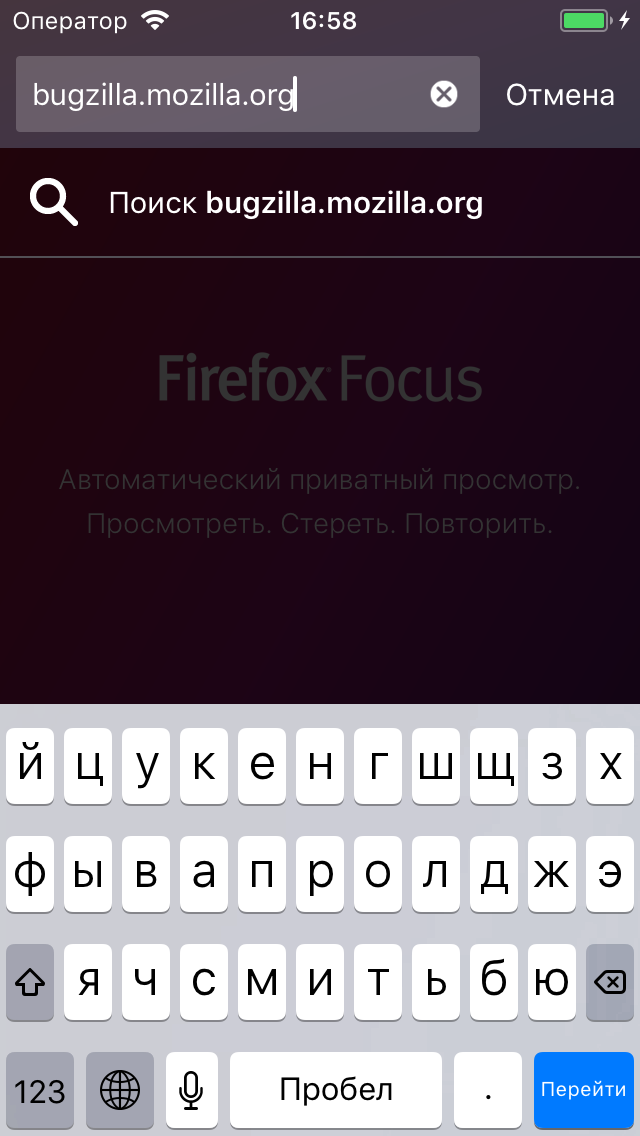 Оператор 16:58
bugzilla.mozilla.org Отмена
Поиск bugzilla.mozilla.org
Firefox Focus
Автоматический приватный просмотр.
Просмотреть. Стереть. Повторить.
й ц у к е н г ш щ з х
ф ы в а п р о л д ж э
я ч с м и т ь б ю
123 Пробел . Перейти